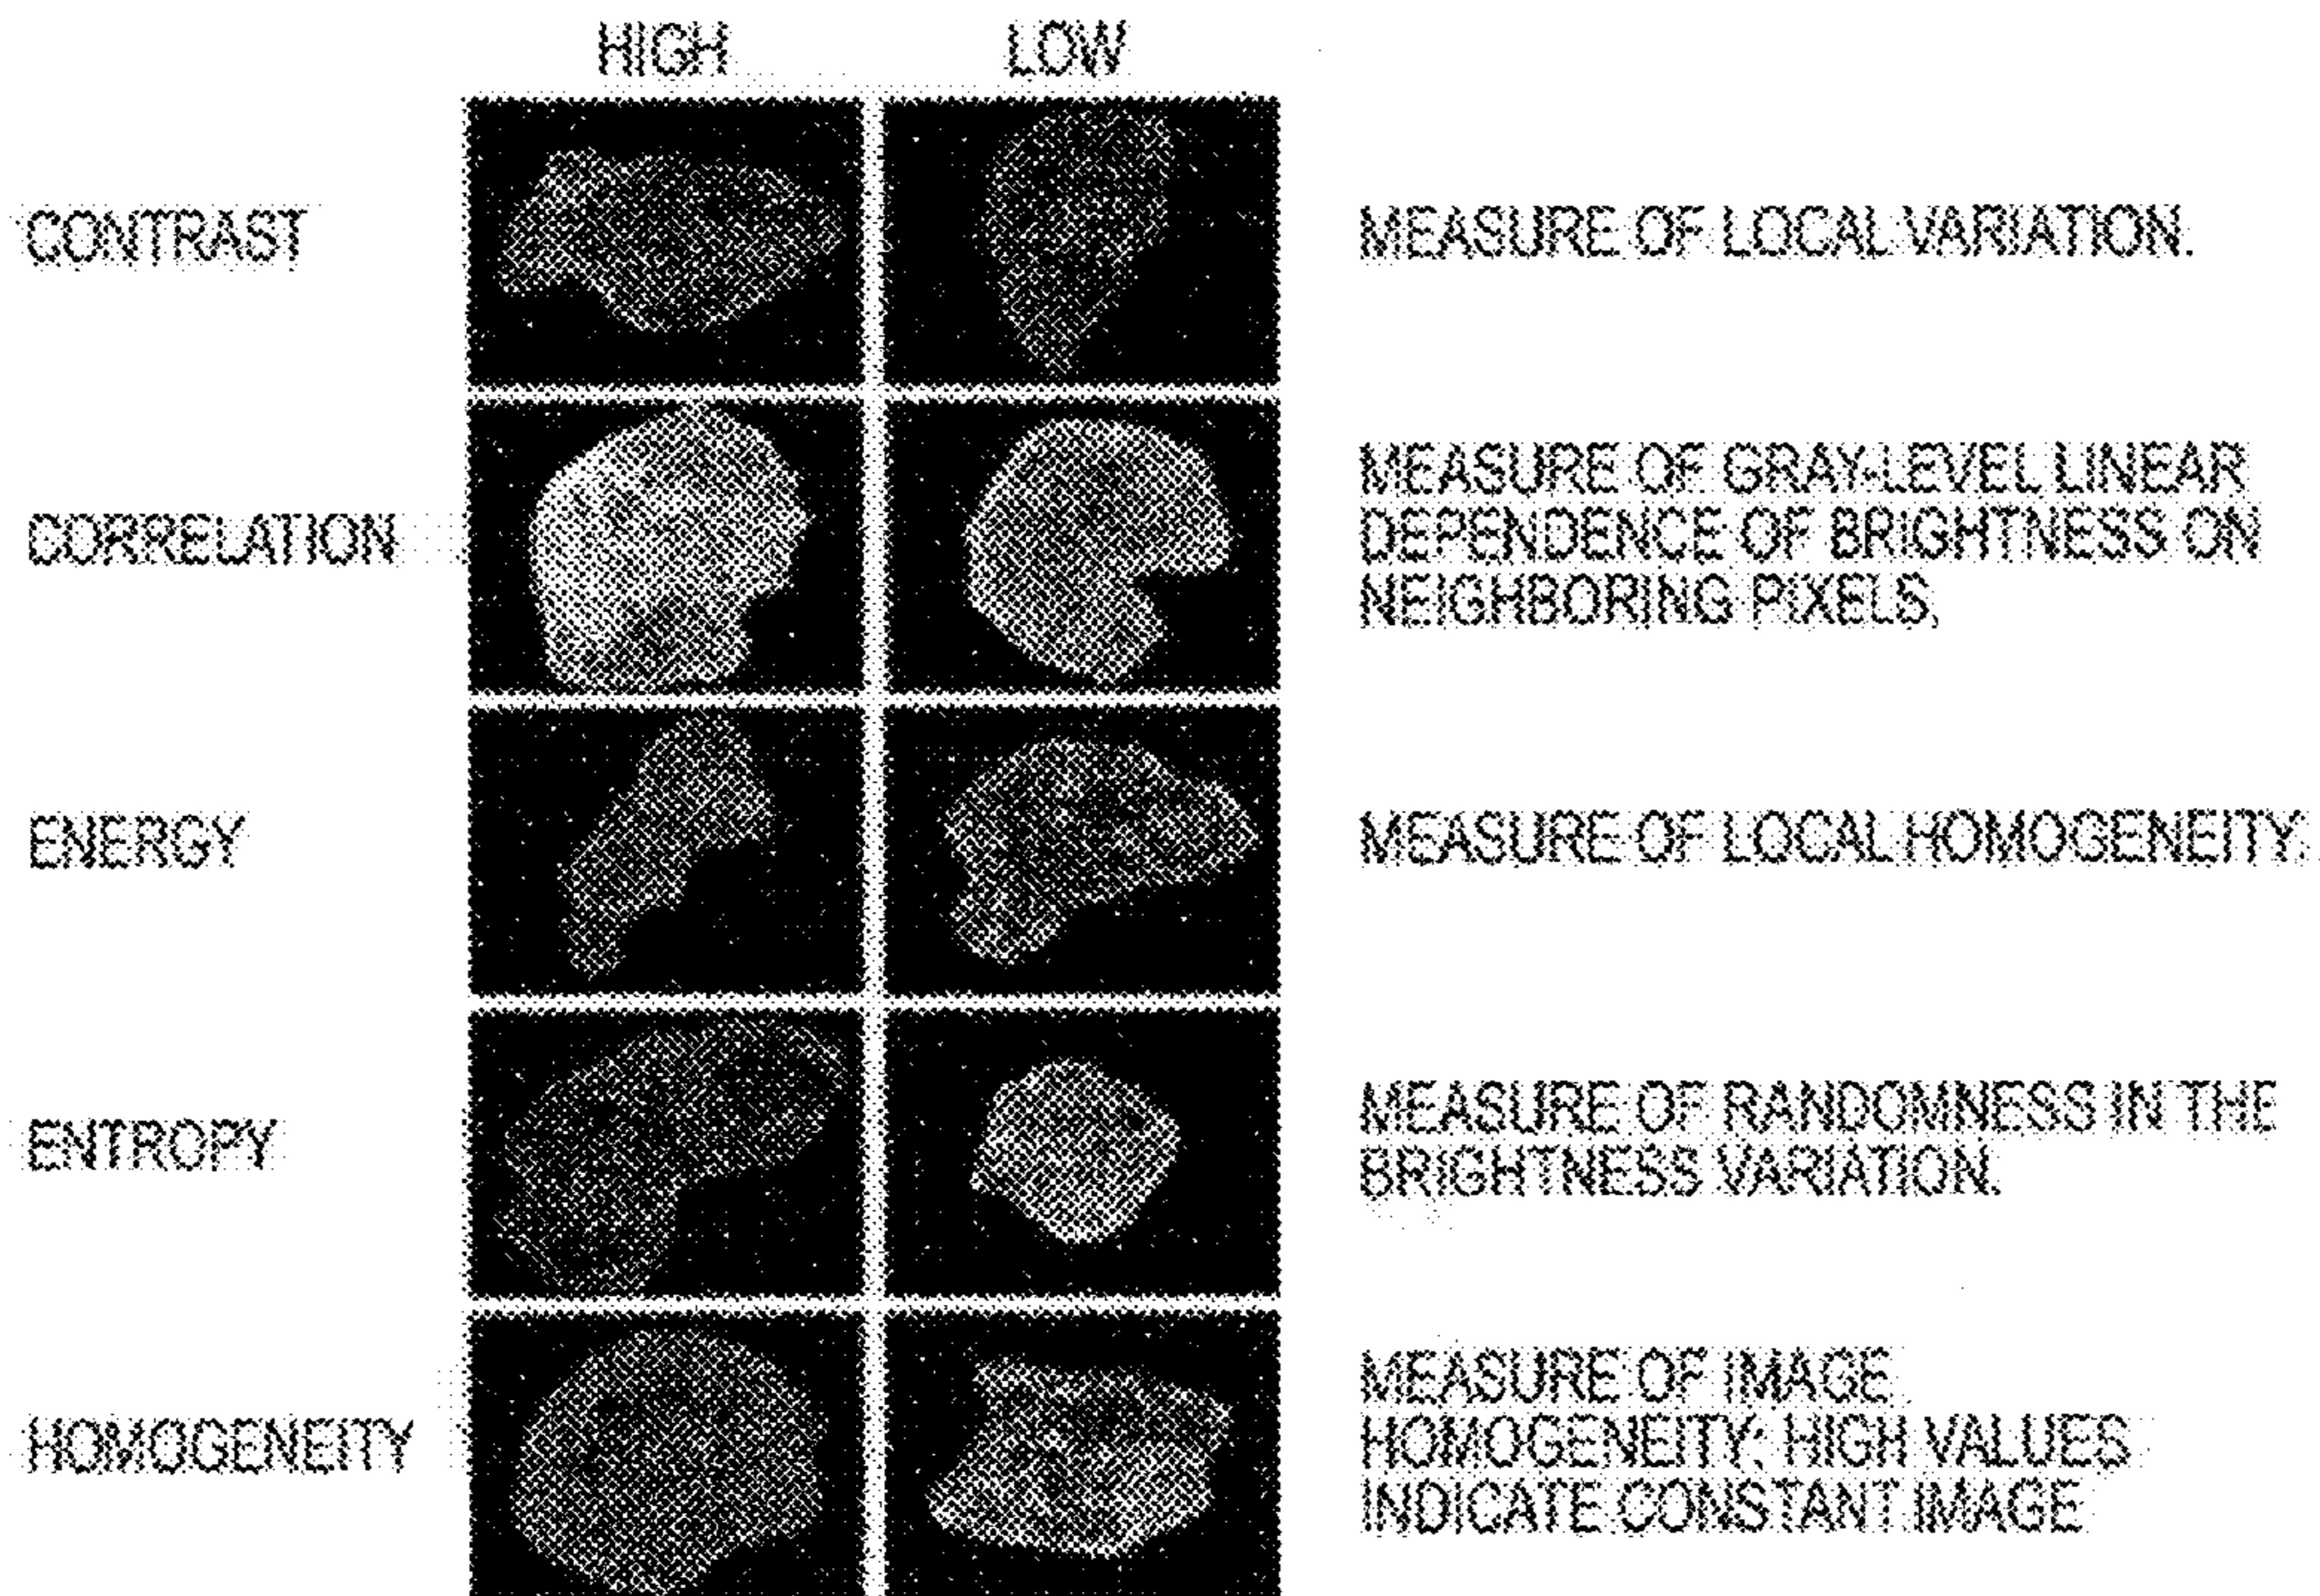 HIGH LOW
CONTRAST
MEASURE OF LOCAL VARIATION.
CORRELATION
MEASURE OF GRAY-LEVEL LINEAR
DEPENDENCE OF BRIGHTNESS ON
NEIGHBORING PIXELS.
ENERGY
MEASURE OF LOCAL HOMOGENEITY.
ENTROPY
MEASURE OF RANDOMNESS IN THE
BRIGHTNESS VARIATION.
HOMOGENEITY
MEASURE OF IMAGE
HOMOGENEITY; HIGH VALUES
INDICATE CONSTANT IMAGE